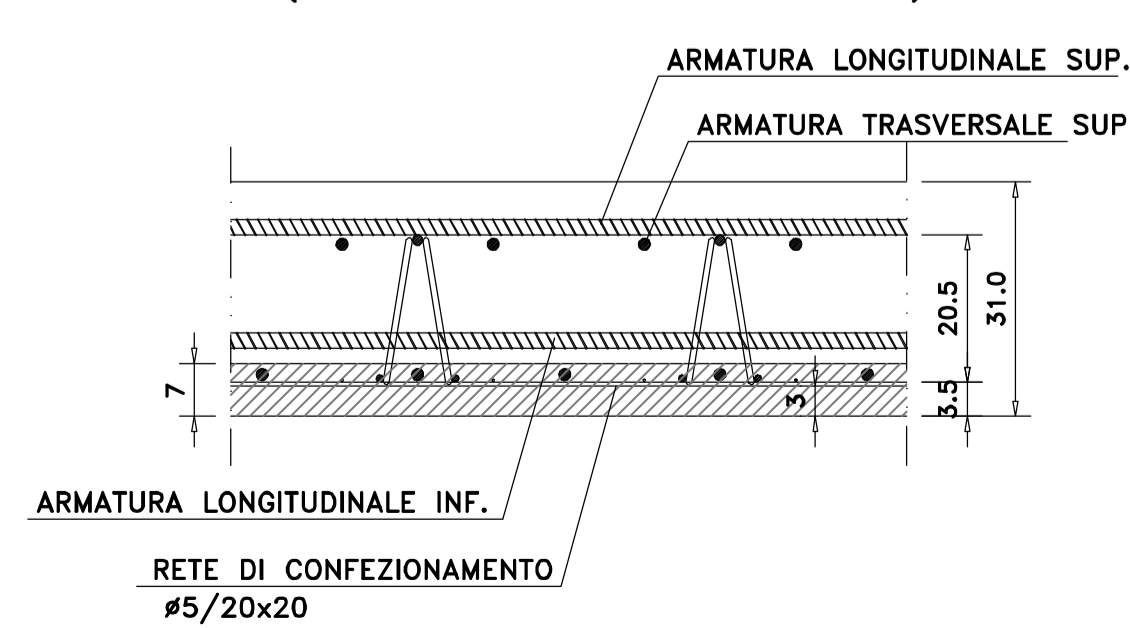 ARMATURA LONGITUDINALE SUP.
ARMATURA TRASVERSALE SUP
20.5
31.0
7
3
3.5
ARMATURA LONGITUDINALE INF.
RETE DI CONFEZIONAMENTO
ø5/20x20